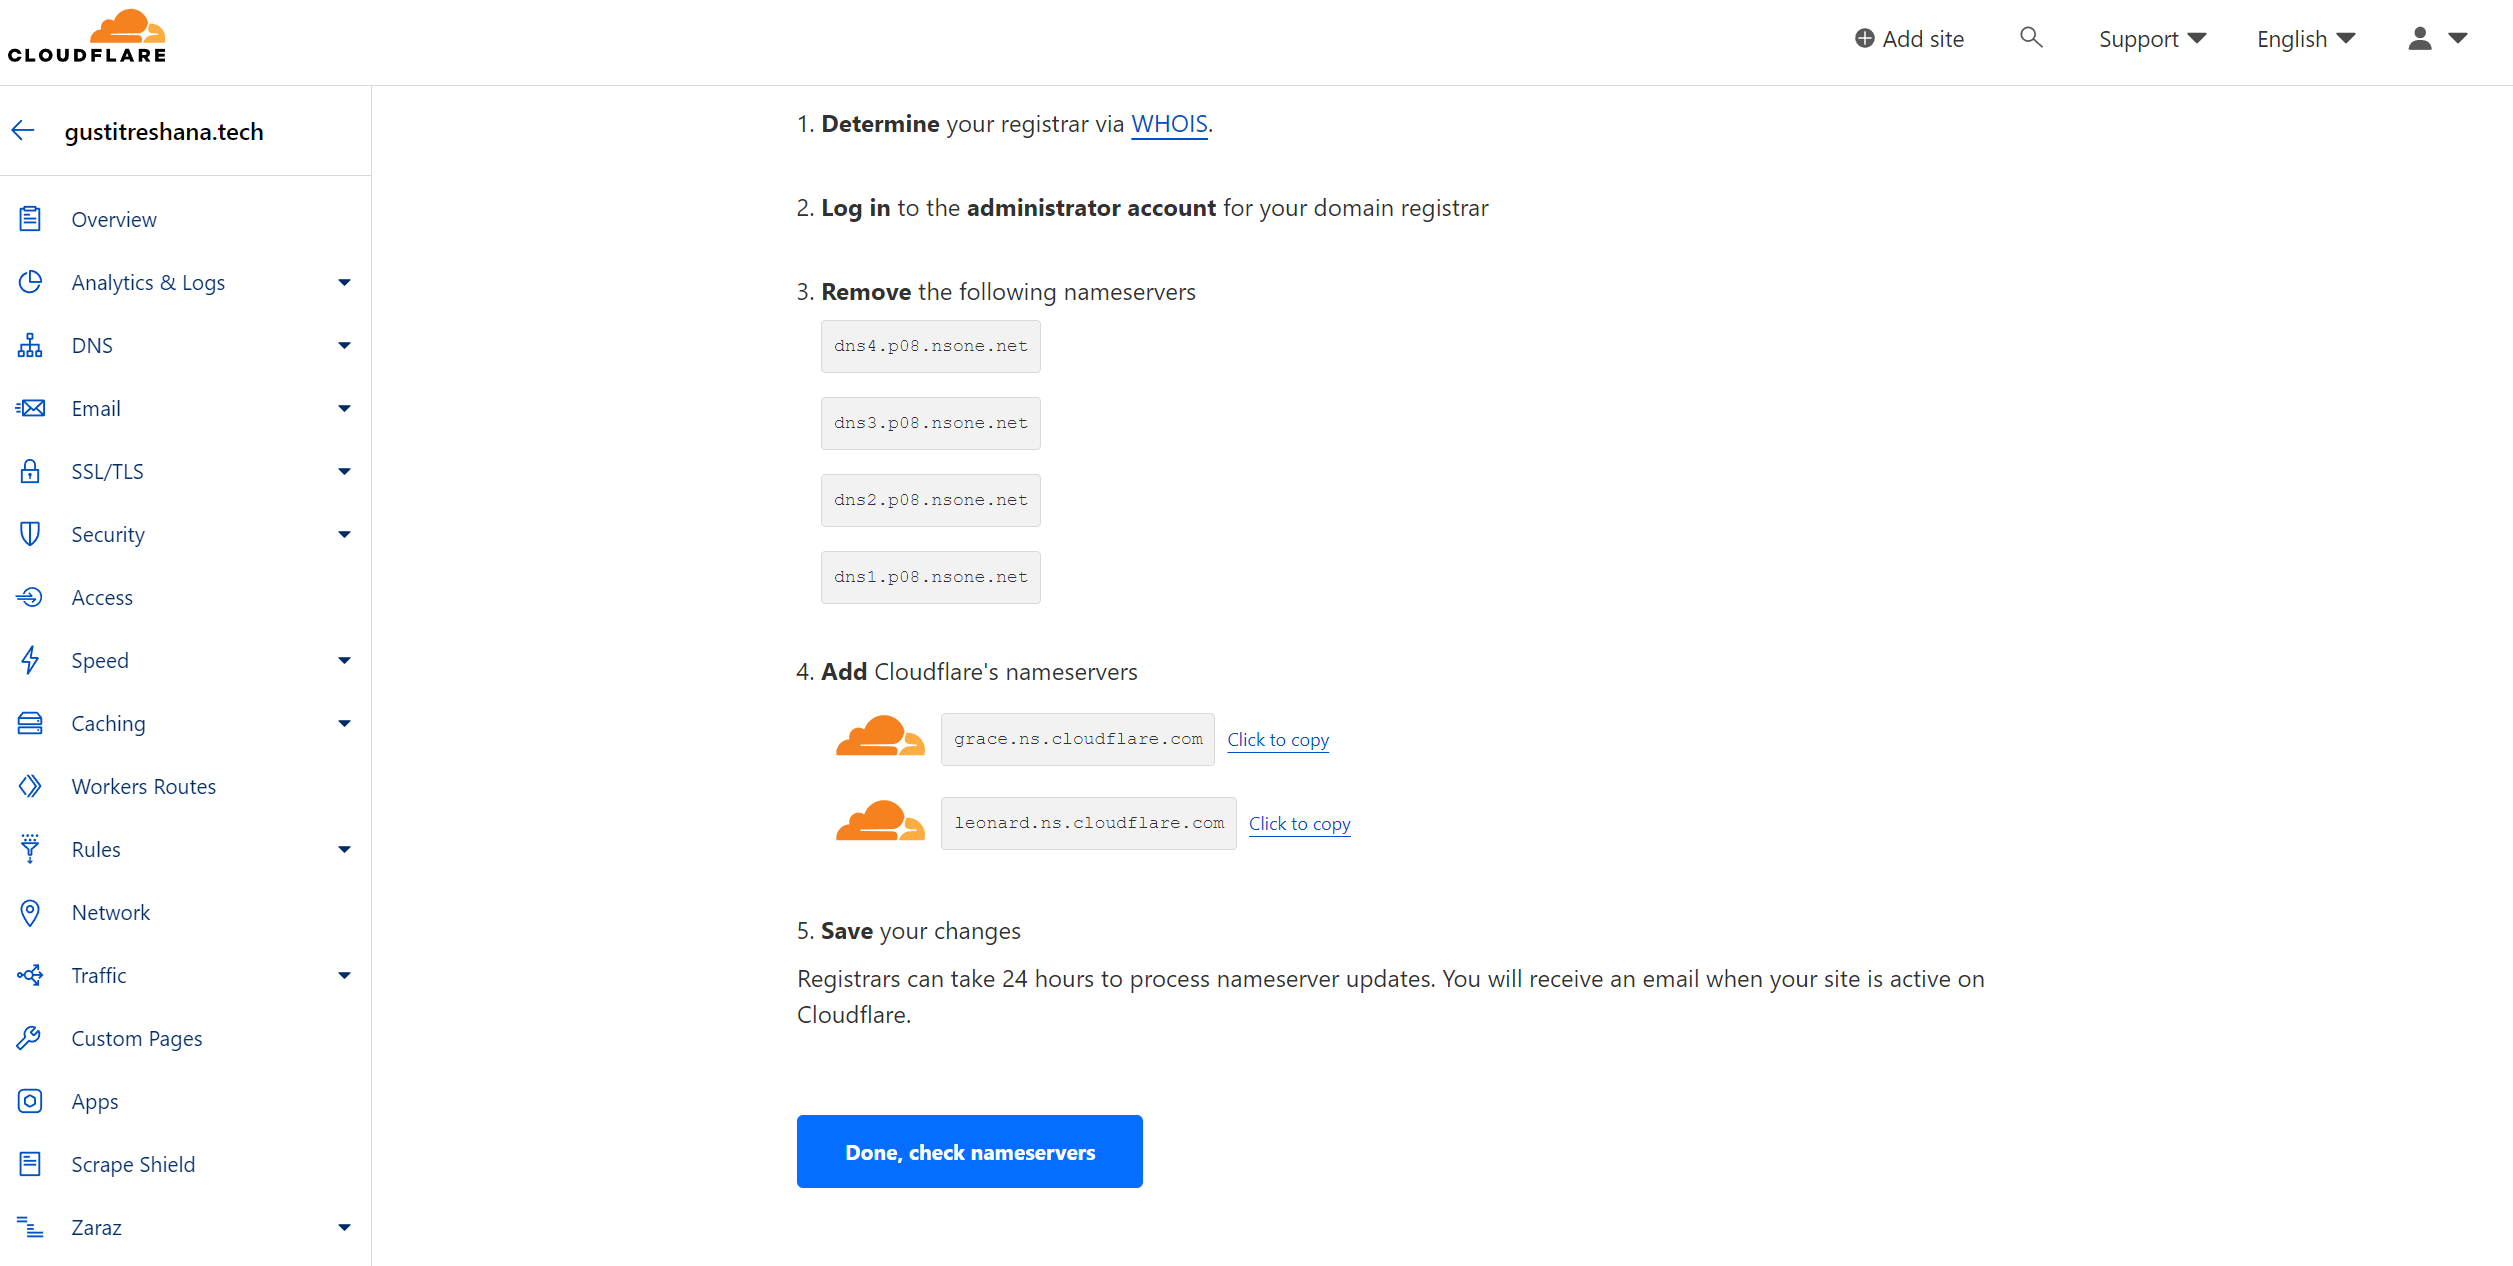 CLOUDFLARE
Add site
Support
English
gustitreshana.tech
Overview
Analytics & Logs
DNS
Email
SSL/TLS
Security
Access
Speed
Caching
Workers Routes
Rules
Network
Traffic
Custom Pages
Apps
Scrape Shield
Zaraz
1. Determine your registrar via WHOIS.
2. Log in to the administrator account for your domain registrar
3. Remove the following nameservers
dns4.p08.nsone.net
dns3.p08.nsone.net
dns2.p08.nsone.net
dns1.p08.nsone.net
4. Add Cloudflare's nameservers
grace.ns.cloudflare.com Click to copy
leonard.ns.cloudflare.com Click to copy
5. Save your changes
Registrars can take 24 hours to process nameserver updates. You will receive an email when your site is active on
Cloudflare.
Done, check nameservers